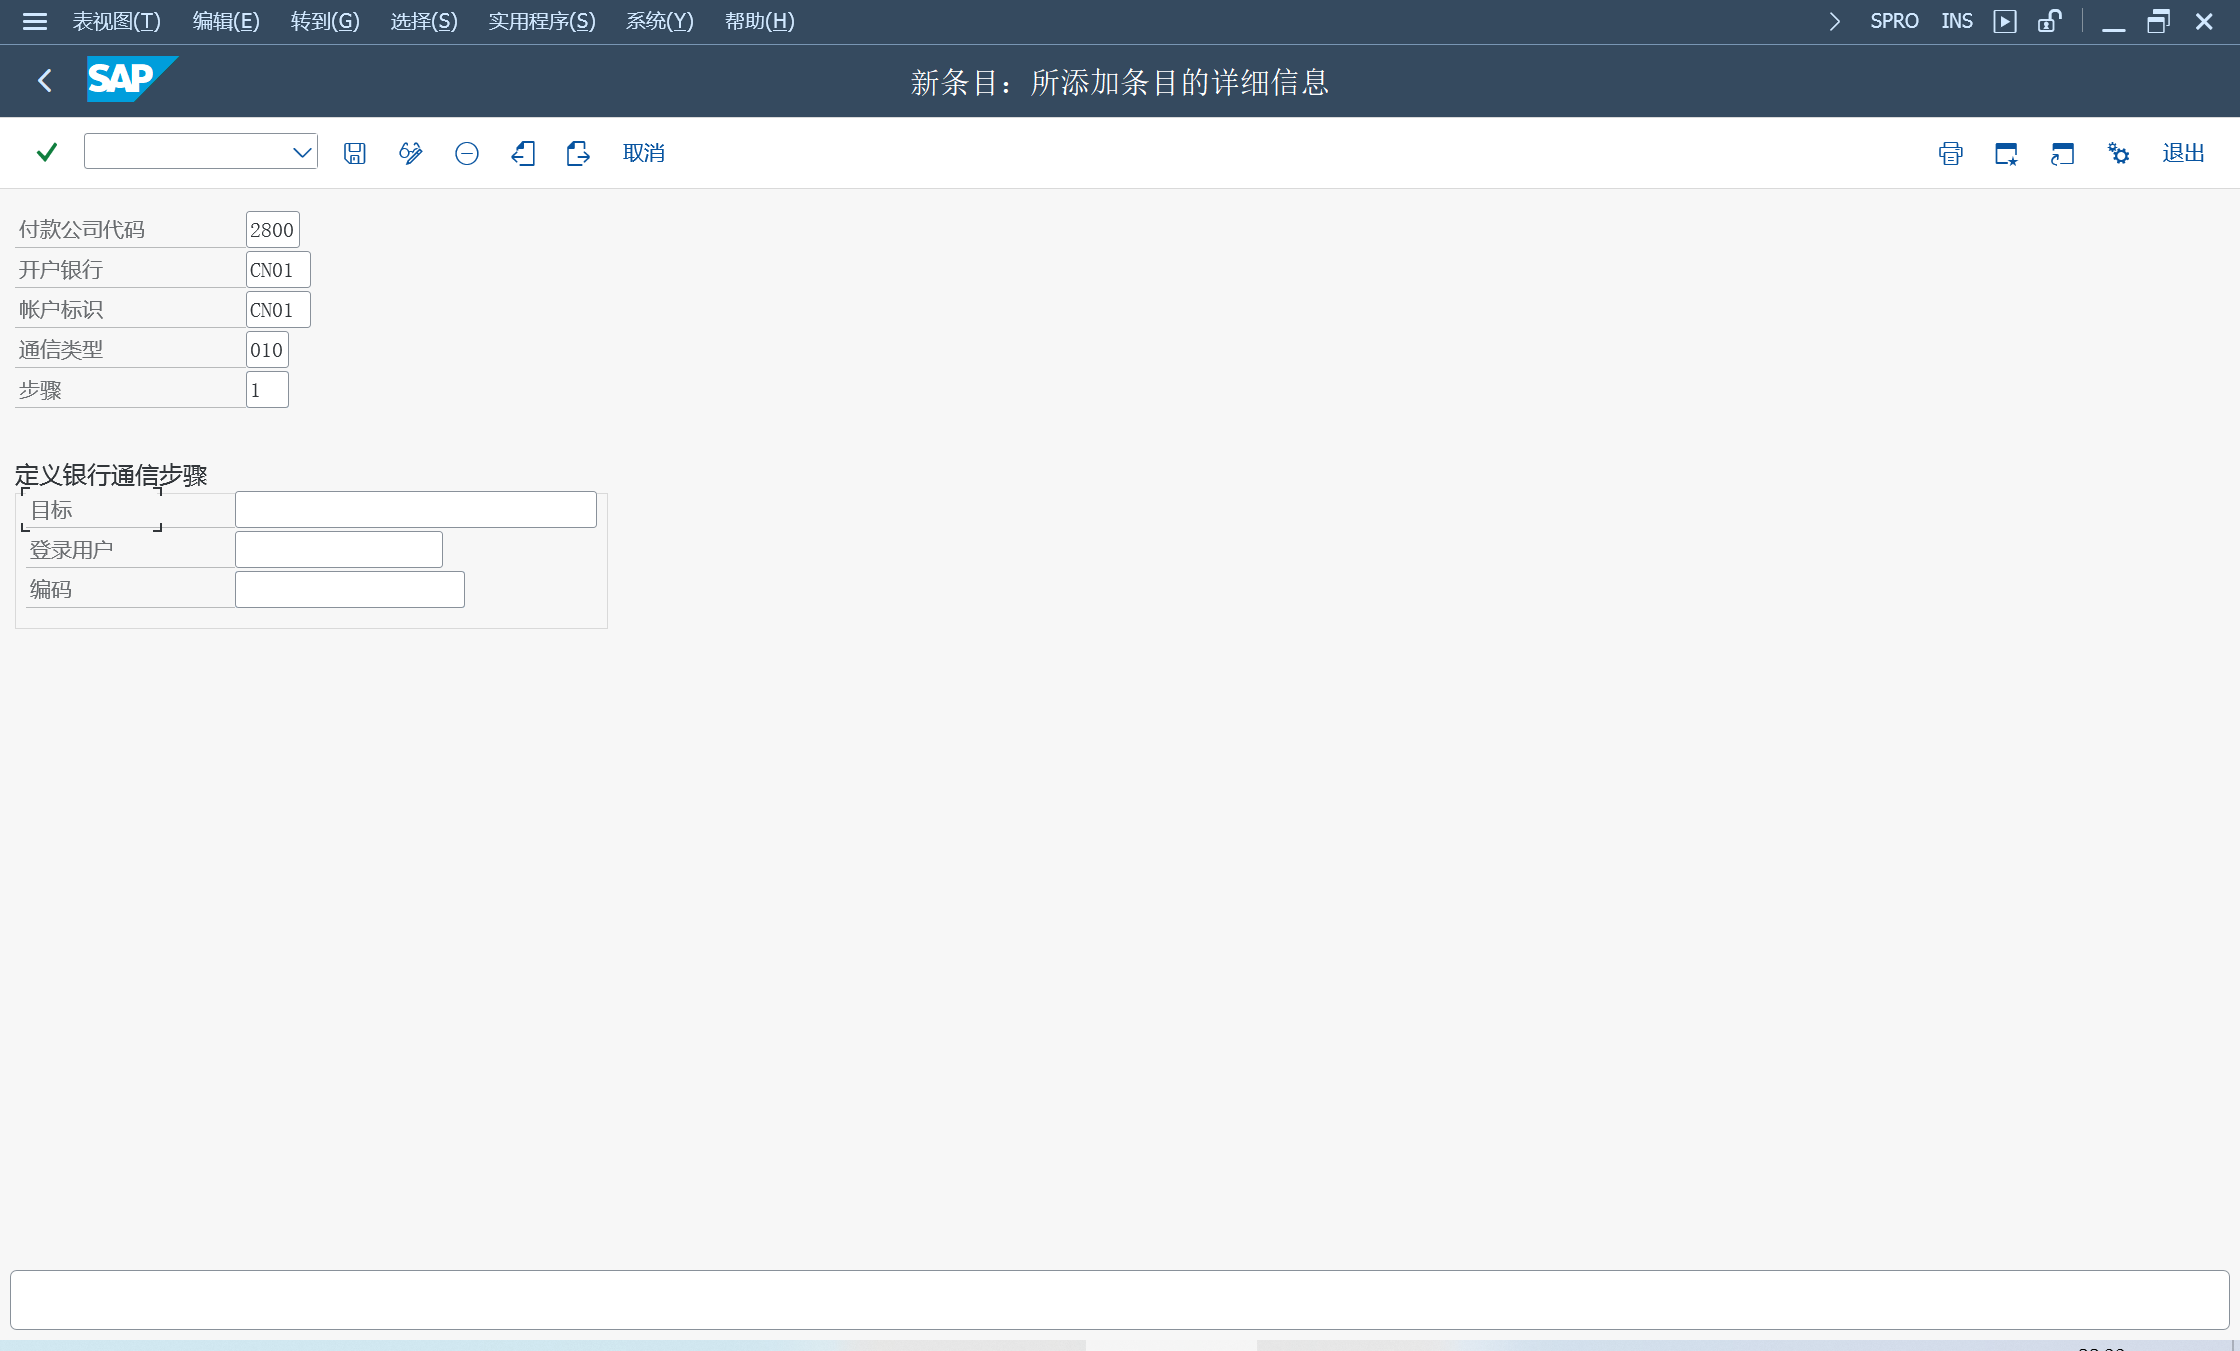 表视图(T) 编辑(E) 转到(G) 选择(S) 实用程序(S) 系统(Y) 帮助(H) SPRO INS
SAP 新条目：所添加条目的详细信息
取消 退出
付款公司代码 2800
开户银行 CN01
帐户标识 CN01
通信类型 010
步骤 1
定义银行通信步骤
目标
登录用户
编码